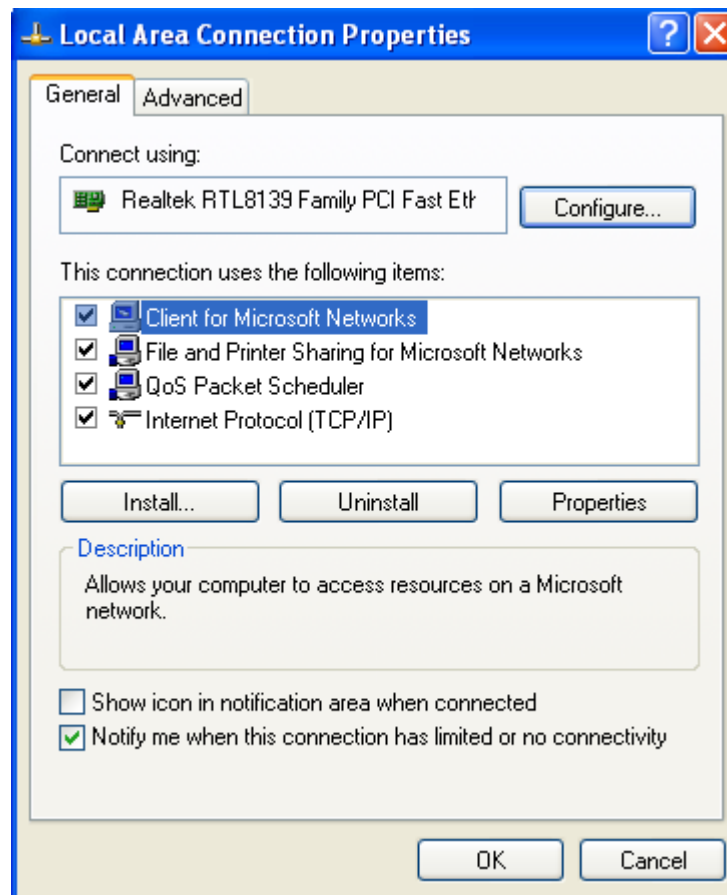 Local Area Connection Properties
General Advanced
Connect using:
Realtek RTL8139 Family PCI Fast Eth
Configure...
This connection uses the following items:
Client for Microsoft Networks
File and Printer Sharing for Microsoft Networks
QoS Packet Scheduler
Internet Protocol (TCP/IP)
Install... Uninstall Properties
Description
Allows your computer to access resources on a Microsoft
network.
Show icon in notification area when connected
Notify me when this connection has limited or no connectivity
OK Cancel